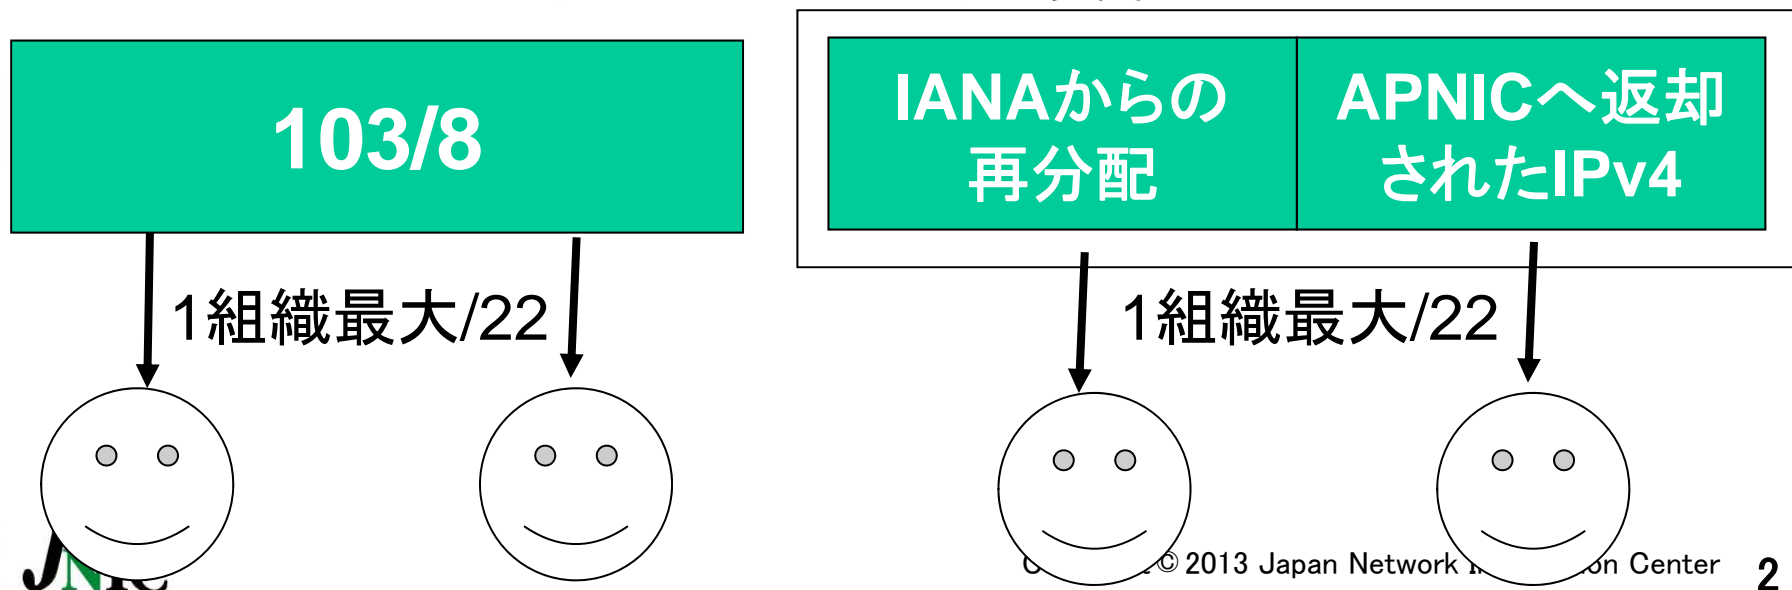 103/8
IANAからの
再分配
APNICへ返却
されたIPv4
1組織最大/22
1組織最大/22
© 2013 Japan Network
Center
2